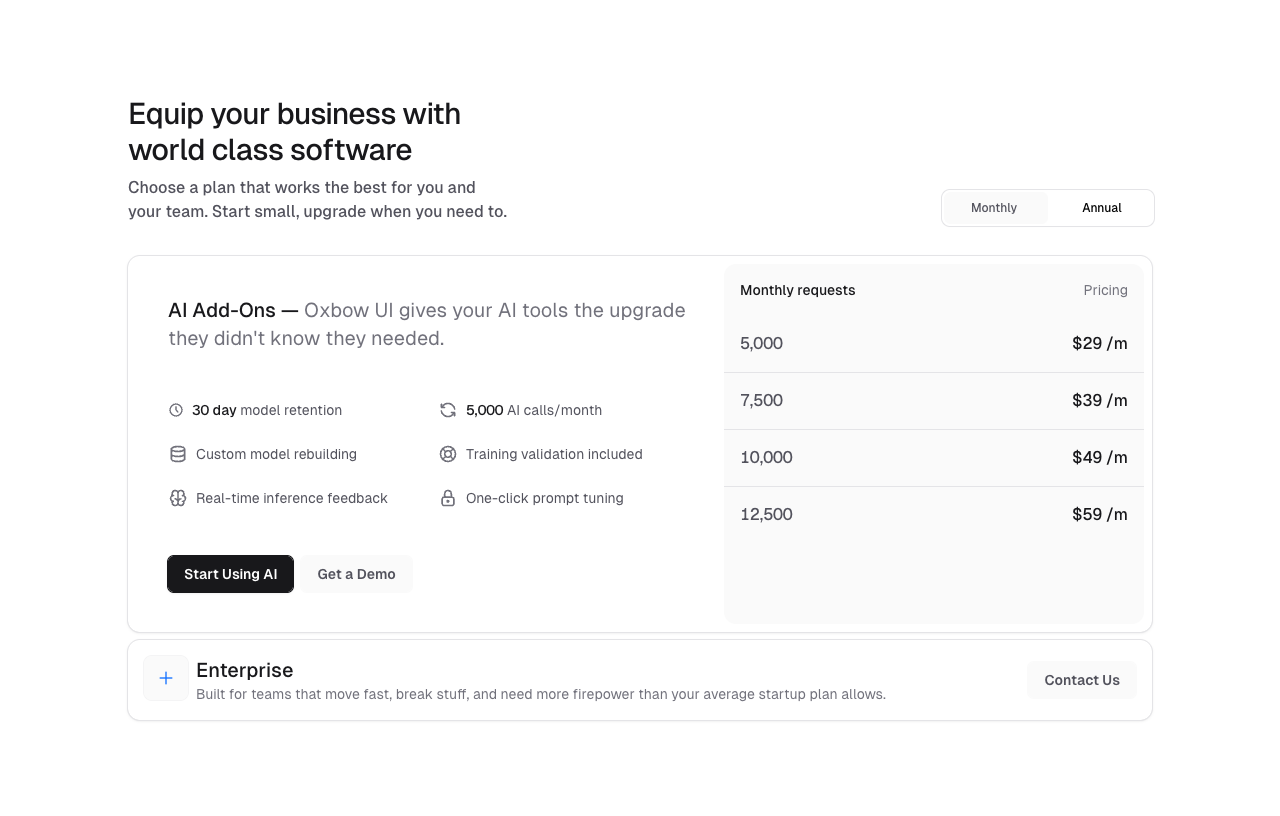 Equip your business with
world class software
Choose a plan that works the best for you and
your team. Start small, upgrade when you need to.
Monthly
Annual
AI Add-Ons — Oxbow UI gives your AI tools the upgrade
they didn't know they needed.
30 day model retention
5,000 AI calls/month
Custom model rebuilding
Training validation included
Real-time inference feedback
One-click prompt tuning
Start Using AI
Get a Demo
Monthly requests
Pricing
5,000
$29 /m
7,500
$39 /m
10,000
$49 /m
12,500
$59 /m
Enterprise
Built for teams that move fast, break stuff, and need more firepower than your average startup plan allows.
Contact Us